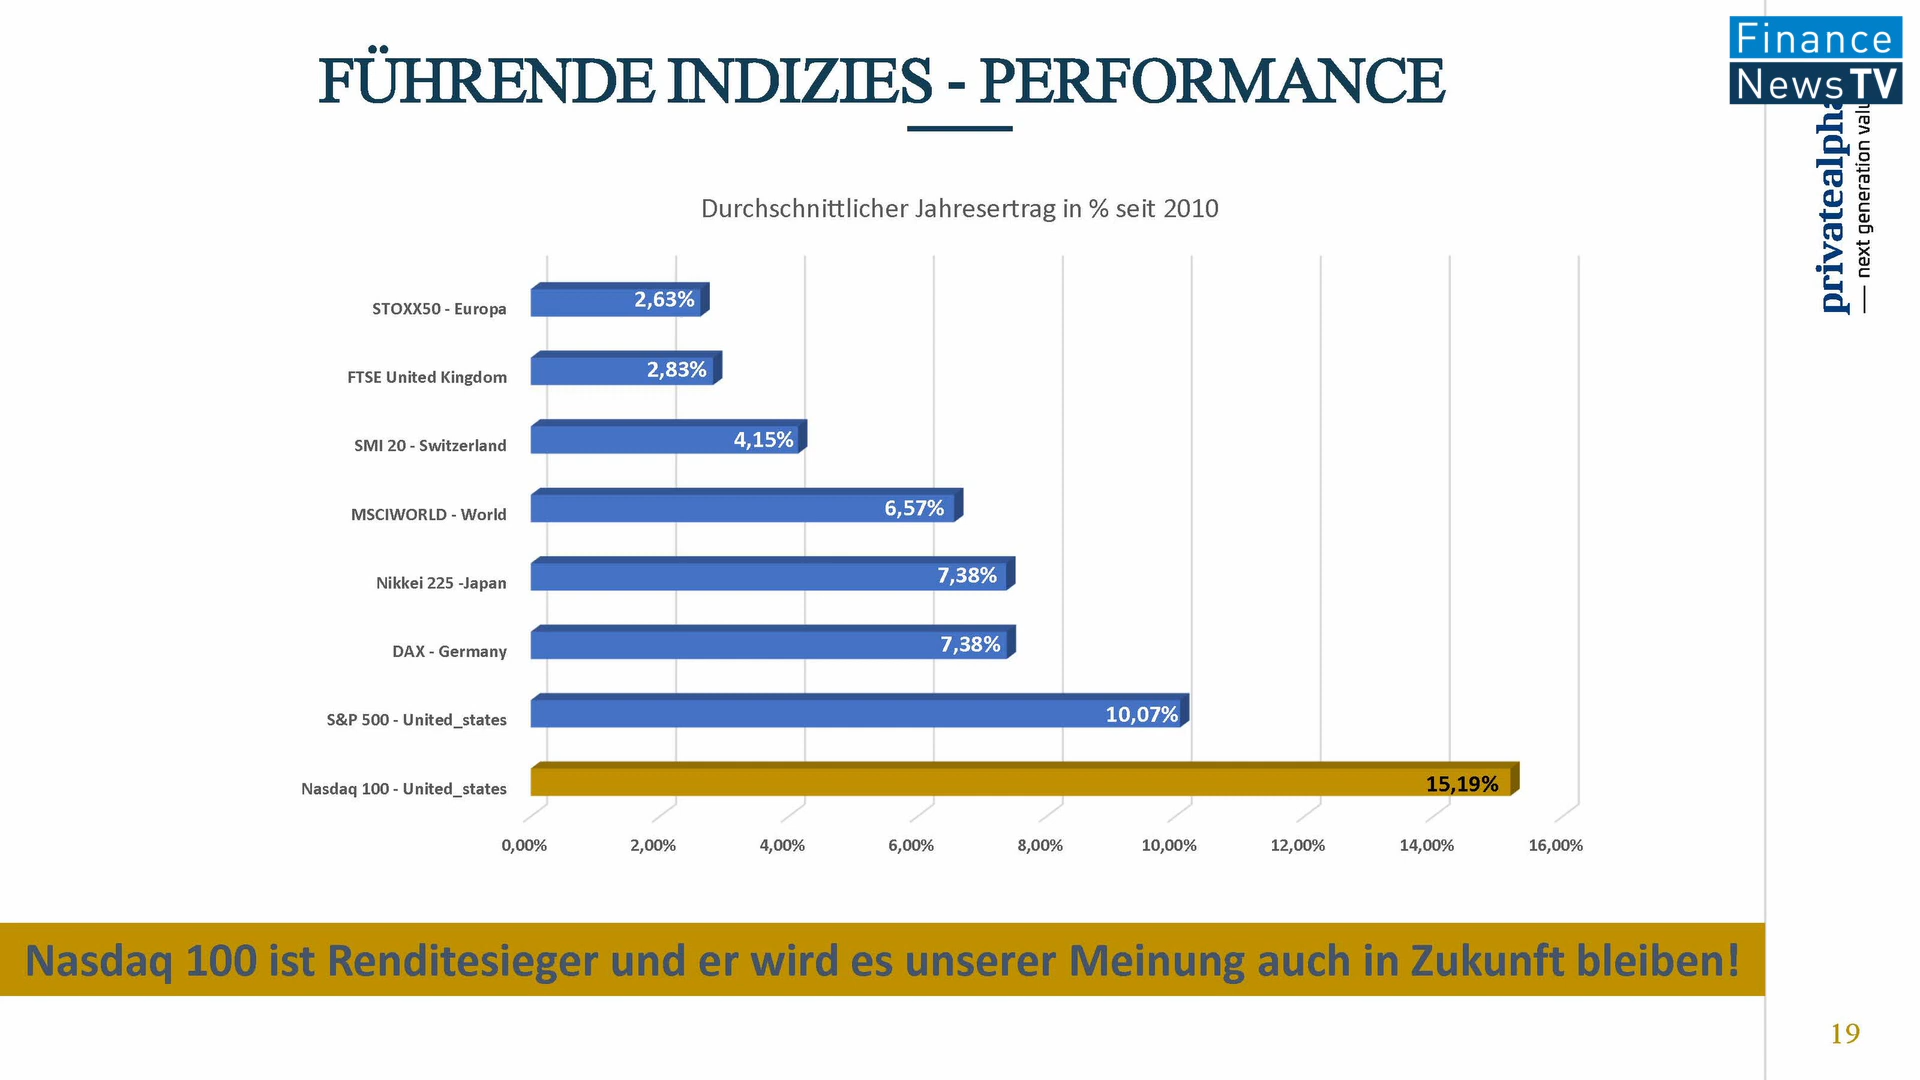 FÜHRENDE INDIZIES - PERFORMANCE
Finance
NewsTV
privatealpha
— next generation valu
Durchschnittlicher Jahresertrag in % seit 2010
STOXX50 - Europa 2,63%
FTSE United Kingdom 2,83%
SMI 20 - Switzerland 4,15%
MSCIWORLD - World 6,57%
Nikkei 225 -Japan 7,38%
DAX - Germany 7,38%
S&P 500 - United_states 10,07%
Nasdaq 100 - United_states 15,19%
0,00% 2,00% 4,00% 6,00% 8,00% 10,00% 12,00% 14,00% 16,00%
Nasdaq 100 ist Renditesieger und er wird es unserer Meinung auch in Zukunft bleiben!
19